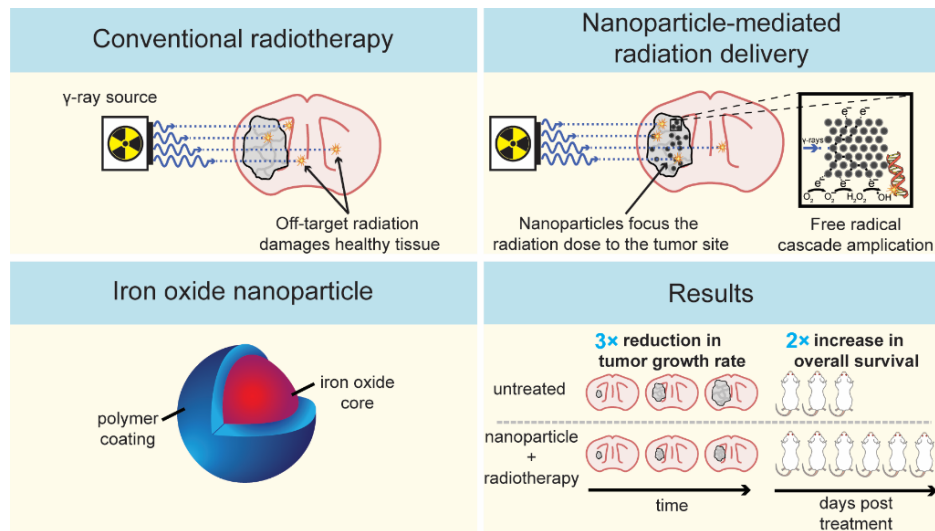 Conventional radiotherapy
γ-ray source
Off-target radiation
damages healthy tissue
Nanoparticle-mediated
radiation delivery
Nanoparticles focus the
radiation dose to the tumor site
e⁻ e⁻
γ-rays
e⁻ e⁻ e⁻
O₂ O₂⁻ H₂O₂ •OH
Free radical
cascade amplication
Iron oxide nanoparticle
polymer
coating
iron oxide
core
Results
3× reduction in
tumor growth rate
2× increase in
overall survival
untreated
nanoparticle
+
radiotherapy
time
days post
treatment